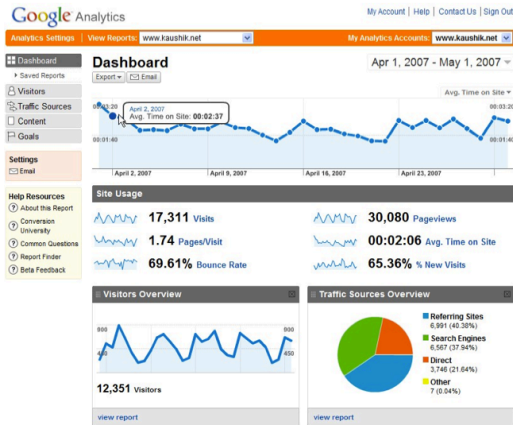 Google Analytics
My Account | Help | Contact Us | Sign Out
Analytics Settings | View Reports: www.kaushik.net
My Analytics Accounts: www.kaushik.net
Dashboard
Saved Reports
Visitors
Traffic Sources
Content
Goals
Settings
Email
Help Resources
About this Report
Conversion
University
Common Questions
Report Finder
Beta Feedback
Dashboard
Apr 1, 2007 - May 1, 2007
Export
Email
Avg. Time on Site
00:03:20
00:03:20
April 2, 2007
Avg. Time on Site: 00:02:37
00:01:40
00:01:40
April 2, 2007
April 9, 2007
April 16, 2007
April 23, 2007
Site Usage
17,311 Visits
30,080 Pageviews
1.74 Pages/Visit
00:02:06 Avg. Time on Site
69.61% Bounce Rate
65.36% % New Visits
Visitors Overview
900
900
450
450
12,351 Visitors
view report
Traffic Sources Overview
Referring Sites
6,991 (40.38%)
Search Engines
6,567 (37.94%)
Direct
3,746 (21.64%)
Other
7 (0.04%)
view report